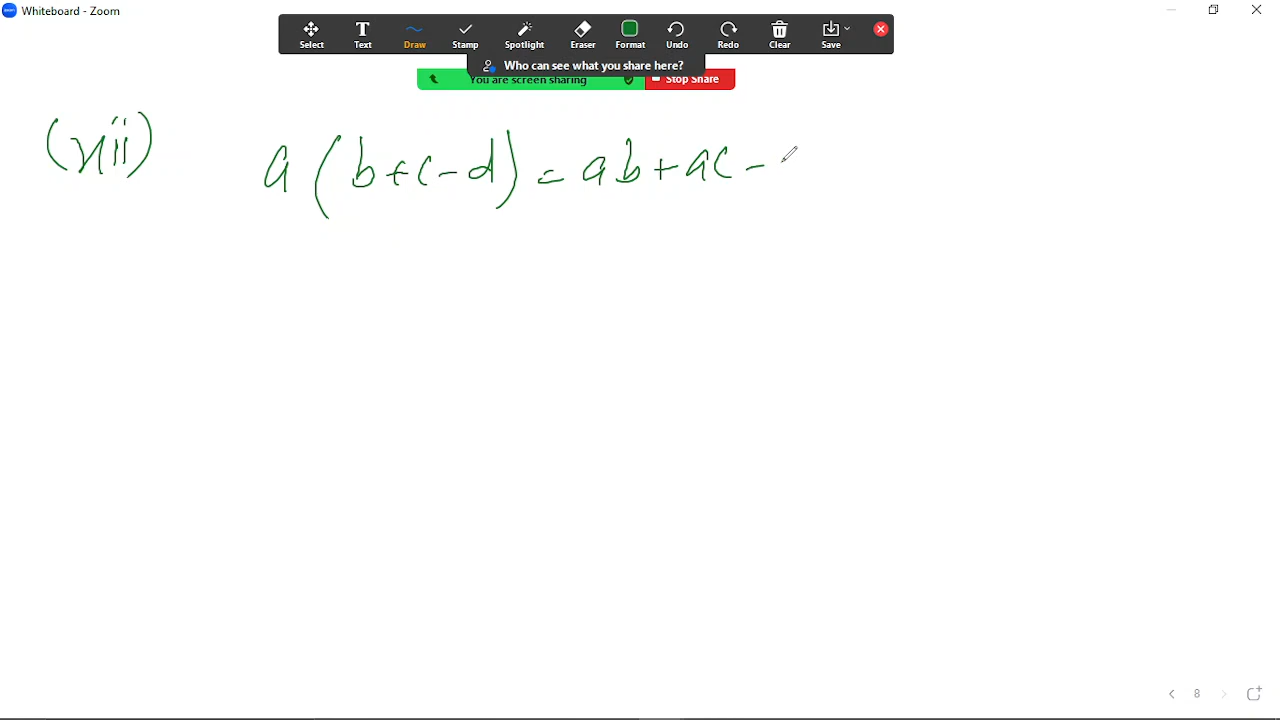 Whiteboard - Zoom
Select Text Draw Stamp Spotlight Eraser Format Undo Redo Clear Save
Who can see what you share here?
You are screen sharing Stop Share
(xii) a (b+c-d) = ab+ac-
8